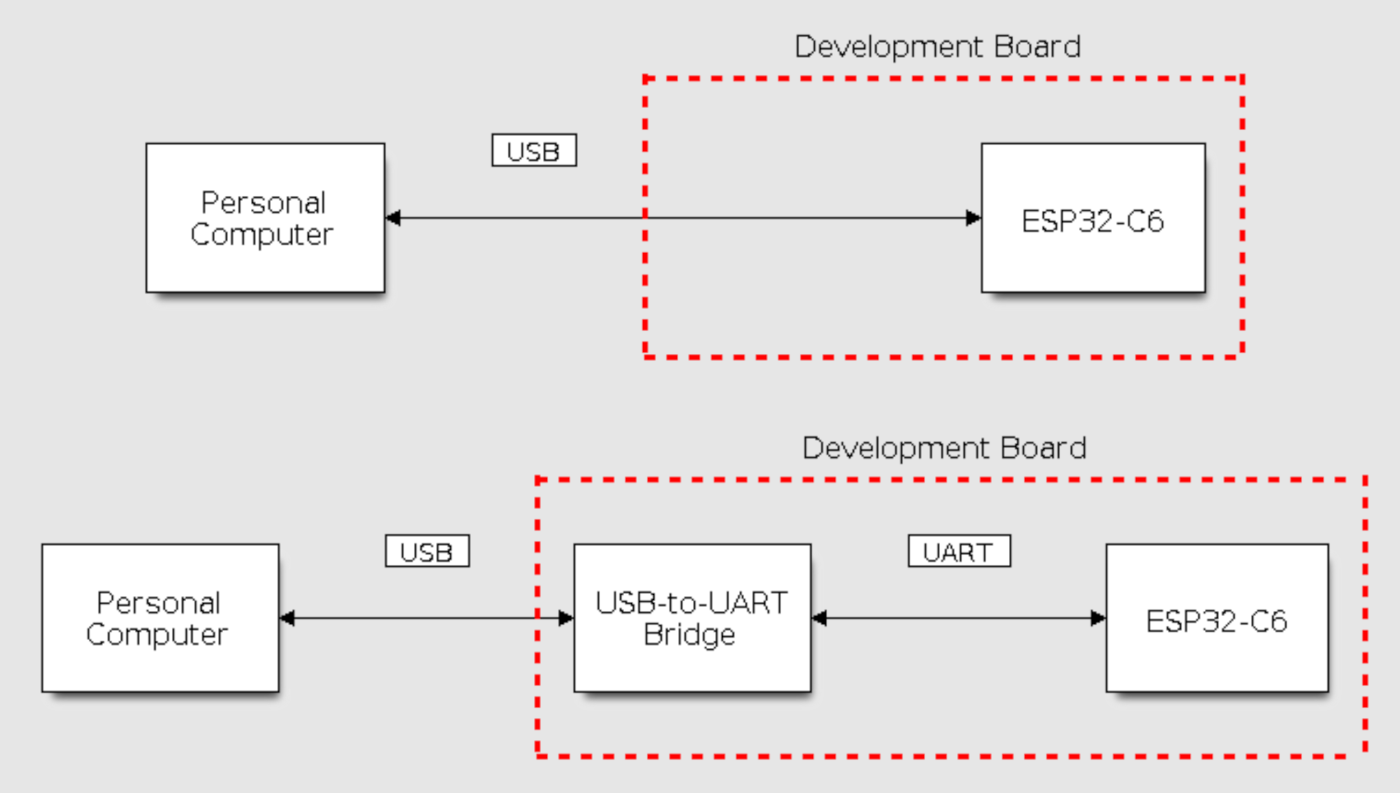 Development Board
USB
Personal
Computer
ESP32-C6
Development Board
USB
UART
Personal
Computer
USB-to-UART
Bridge
ESP32-C6